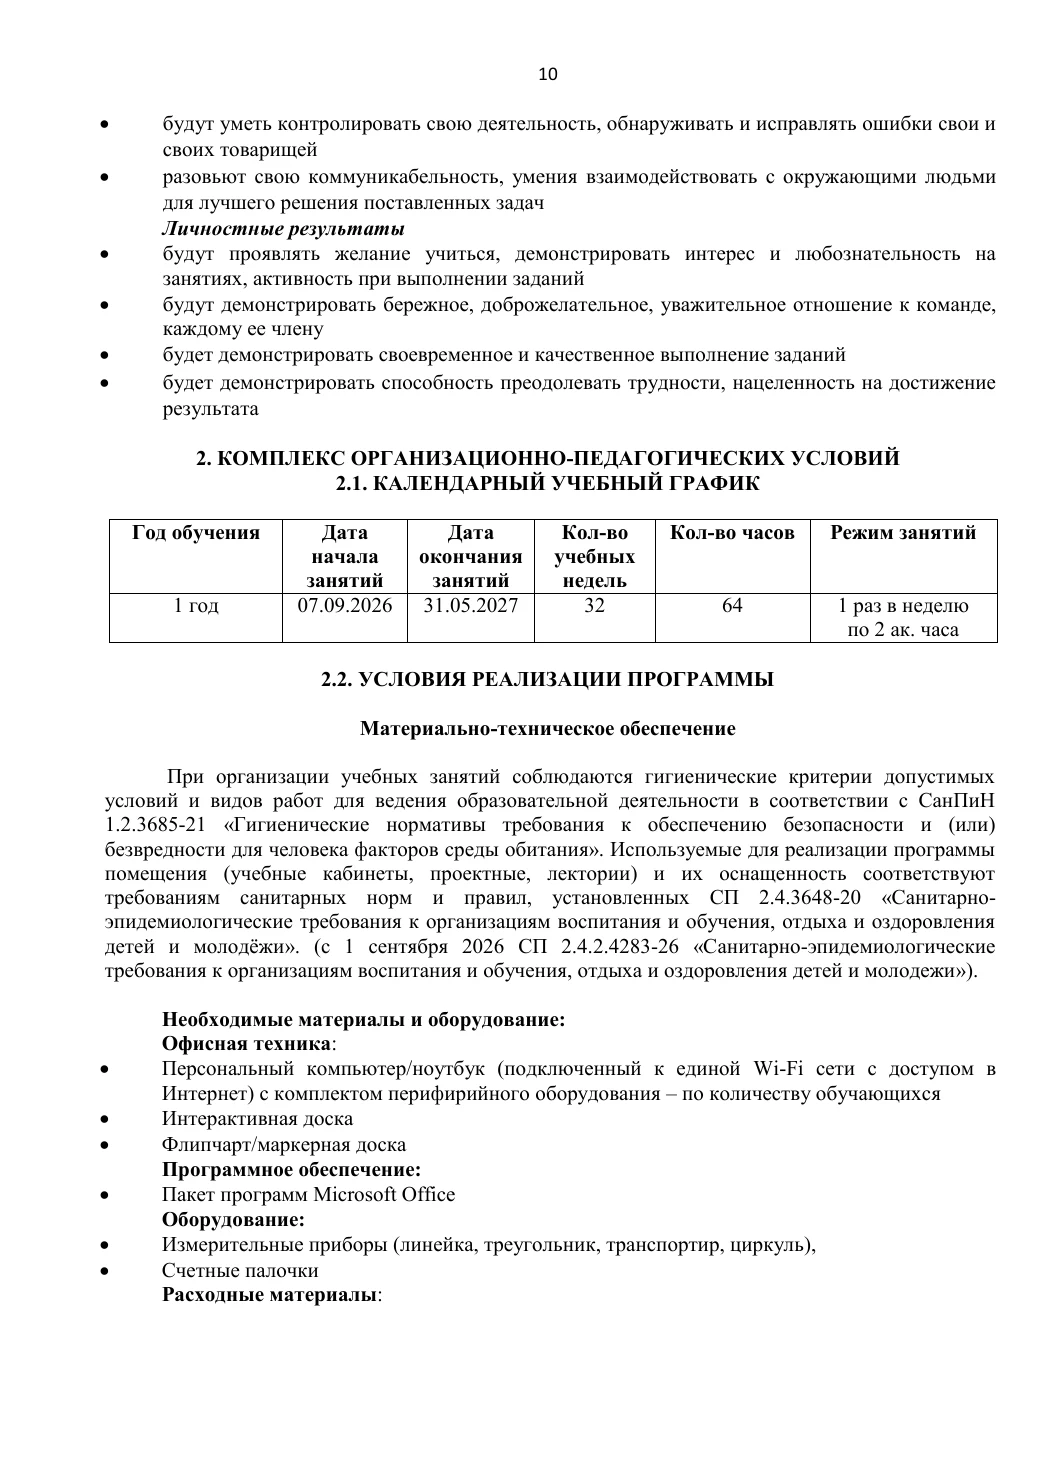 10
• будут уметь контролировать свою деятельность, обнаруживать и исправлять ошибки свои и
своих товарищей
• разовьют свою коммуникабельность, умения взаимодействовать с окружающими людьми
для лучшего решения поставленных задач
Личностные результаты
• будут проявлять желание учиться, демонстрировать интерес и любознательность на
занятиях, активность при выполнении заданий
• будут демонстрировать бережное, доброжелательное, уважительное отношение к команде,
каждому ее члену
• будет демонстрировать своевременное и качественное выполнение заданий
• будет демонстрировать способность преодолевать трудности, нацеленность на достижение
результата
2. КОМПЛЕКС ОРГАНИЗАЦИОННО-ПЕДАГОГИЧЕСКИХ УСЛОВИЙ
2.1. КАЛЕНДАРНЫЙ УЧЕБНЫЙ ГРАФИК
Год обучения
Дата
начала
занятий
Дата
окончания
занятий
Кол-во
учебных
недель
Кол-во часов
Режим занятий
1 год
07.09.2026
31.05.2027
32
64
1 раз в неделю
по 2 ак. часа
2.2. УСЛОВИЯ РЕАЛИЗАЦИИ ПРОГРАММЫ
Материально-техническое обеспечение
При организации учебных занятий соблюдаются гигиенические критерии допустимых
условий и видов работ для ведения образовательной деятельности в соответствии с СанПиН
1.2.3685-21 «Гигиенические нормативы требования к обеспечению безопасности и (или)
безвредности для человека факторов среды обитания». Используемые для реализации программы
помещения (учебные кабинеты, проектные, лектории) и их оснащенность соответствуют
требованиям санитарных норм и правил, установленных СП 2.4.3648-20 «Санитарно-
эпидемиологические требования к организациям воспитания и обучения, отдыха и оздоровления
детей и молодёжи». (с 1 сентября 2026 СП 2.4.2.4283-26 «Санитарно-эпидемиологические
требования к организациям воспитания и обучения, отдыха и оздоровления детей и молодежи»).
Необходимые материалы и оборудование:
Офисная техника:
• Персональный компьютер/ноутбук (подключенный к единой Wi-Fi сети с доступом в
Интернет) с комплектом перифирийного оборудования – по количеству обучающихся
• Интерактивная доска
• Флипчарт/маркерная доска
Программное обеспечение:
• Пакет программ Microsoft Office
Оборудование:
• Измерительные приборы (линейка, треугольник, транспортир, циркуль),
• Счетные палочки
Расходные материалы: